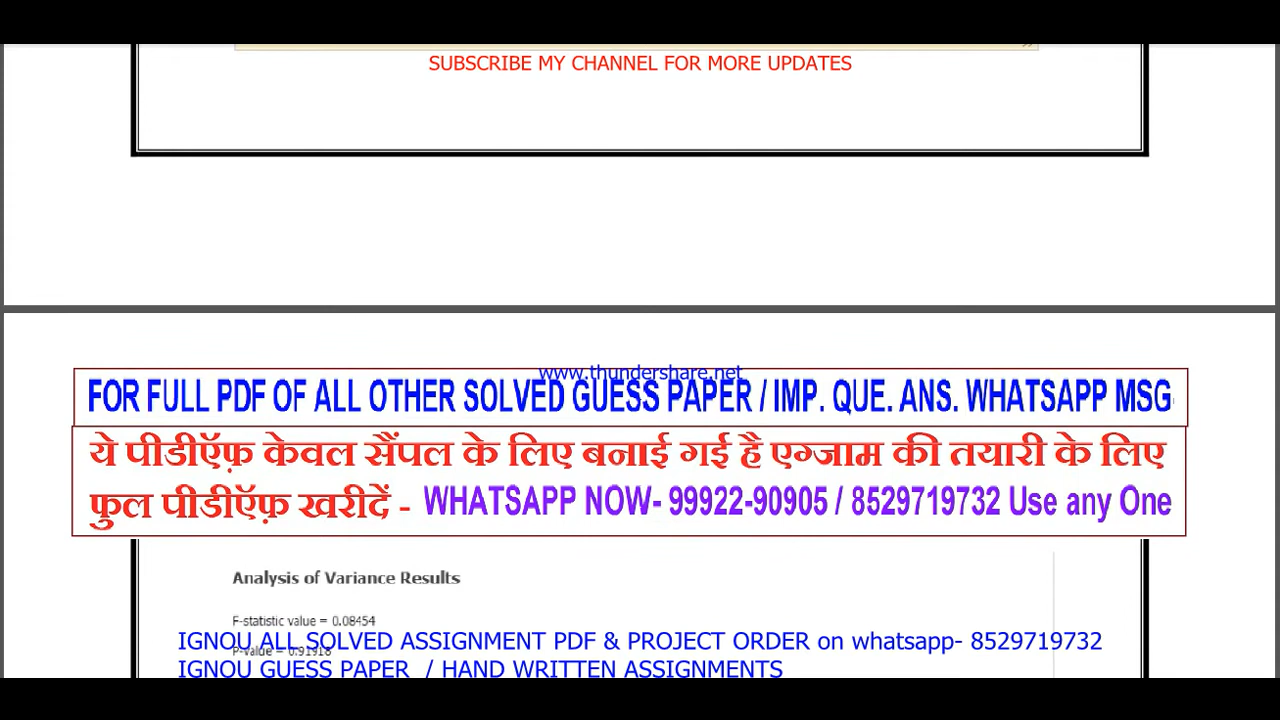 SUBSCRIBE MY CHANNEL FOR MORE UPDATES
www.thundershare.net
FOR FULL PDF OF ALL OTHER SOLVED GUESS PAPER / IMP. QUE. ANS. WHATSAPP MSG
ये पीडीऍफ़ केवल सैंपल के लिए बनाई गई है एग्जाम की तयारी के लिए
फुल पीडीऍफ़ खरीदें - WHATSAPP NOW- 99922-90905 / 8529719732 Use any One
Analysis of Variance Results
F-statistic value = 0.08454
IGNOU ALL SOLVED ASSIGNMENT PDF & PROJECT ORDER on whatsapp- 8529719732
P-value = 0.91918
IGNOU GUESS PAPER / HAND WRITTEN ASSIGNMENTS